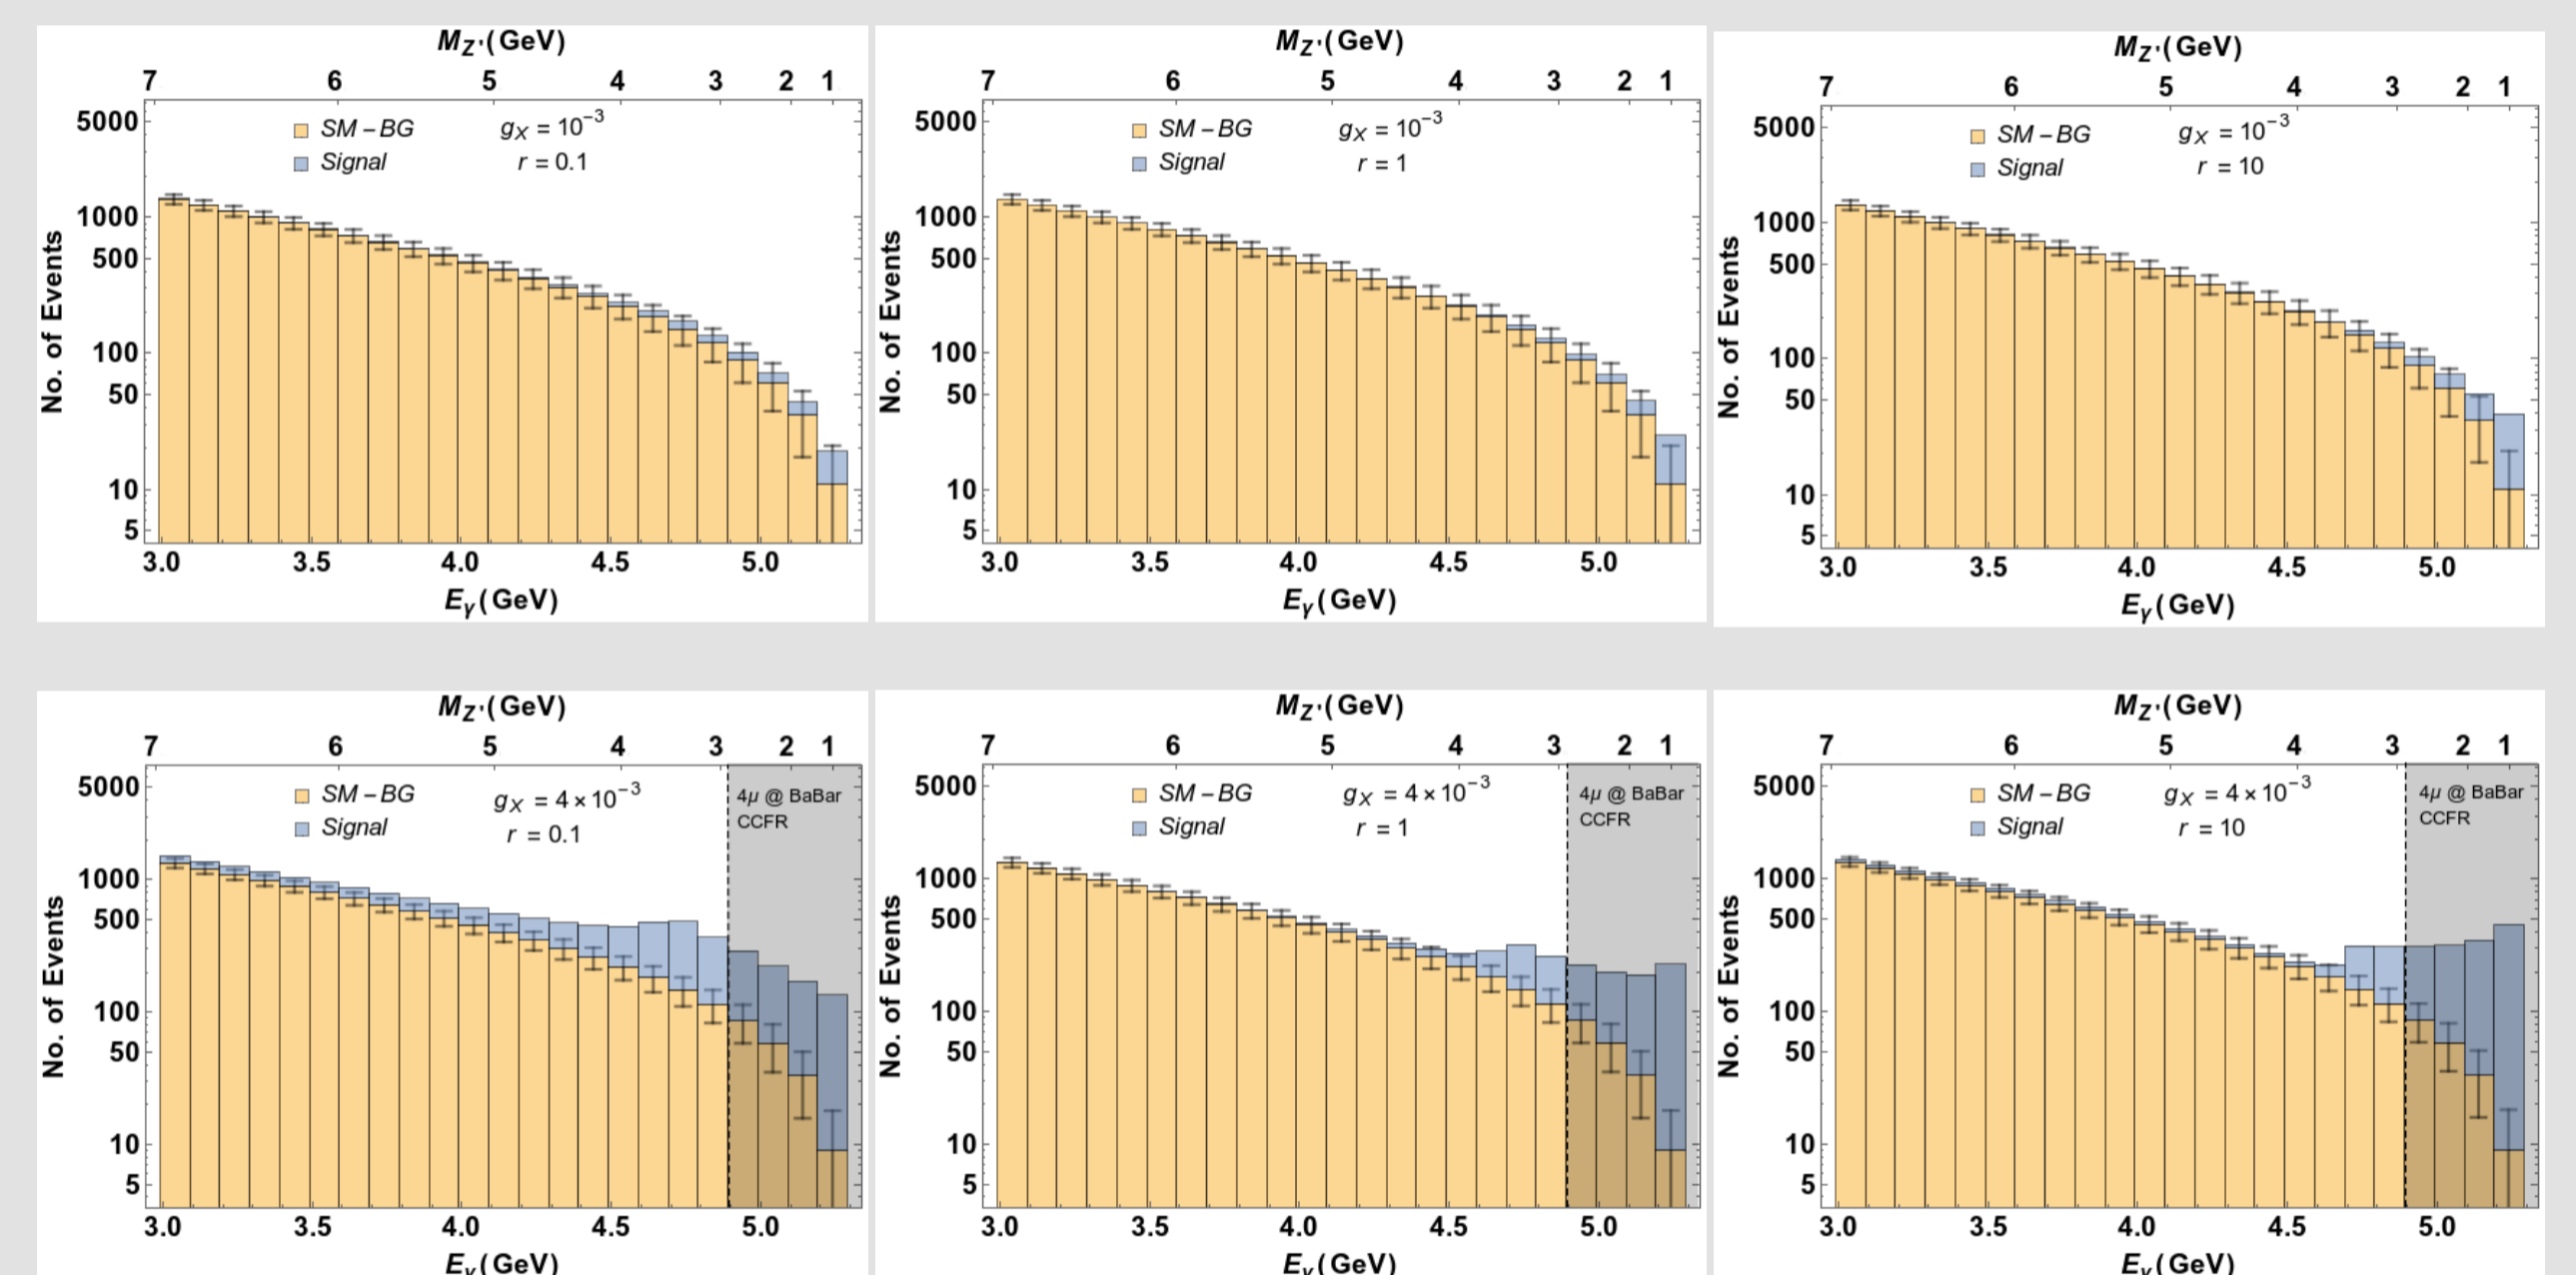 M_Z'(GeV)
7 6 5 4 3 2 1
5000
1000
500
100
50
10
5
No. of Events
SM-BG
Signal
g_X = 10^-3
r = 0.1
3.0 3.5 4.0 4.5 5.0
E_γ(GeV)
M_Z'(GeV)
7 6 5 4 3 2 1
5000
1000
500
100
50
10
5
No. of Events
SM-BG
Signal
g_X = 10^-3
r = 1
3.0 3.5 4.0 4.5 5.0
E_γ(GeV)
M_Z'(GeV)
7 6 5 4 3 2 1
5000
1000
500
100
50
10
5
No. of Events
SM-BG
Signal
g_X = 10^-3
r = 10
3.0 3.5 4.0 4.5 5.0
E_γ(GeV)
M_Z'(GeV)
7 6 5 4 3 2 1
5000
1000
500
100
50
10
5
No. of Events
SM-BG
Signal
g_X = 4×10^-3
r = 0.1
4μ @ BaBar
CCFR
3.0 3.5 4.0 4.5 5.0
E_γ(GeV)
M_Z'(GeV)
7 6 5 4 3 2 1
5000
1000
500
100
50
10
5
No. of Events
SM-BG
Signal
g_X = 4×10^-3
r = 1
4μ @ BaBar
CCFR
3.0 3.5 4.0 4.5 5.0
E_γ(GeV)
M_Z'(GeV)
7 6 5 4 3 2 1
5000
1000
500
100
50
10
5
No. of Events
SM-BG
Signal
g_X = 4×10^-3
r = 10
4μ @ BaBar
CCFR
3.0 3.5 4.0 4.5 5.0
E_γ(GeV)